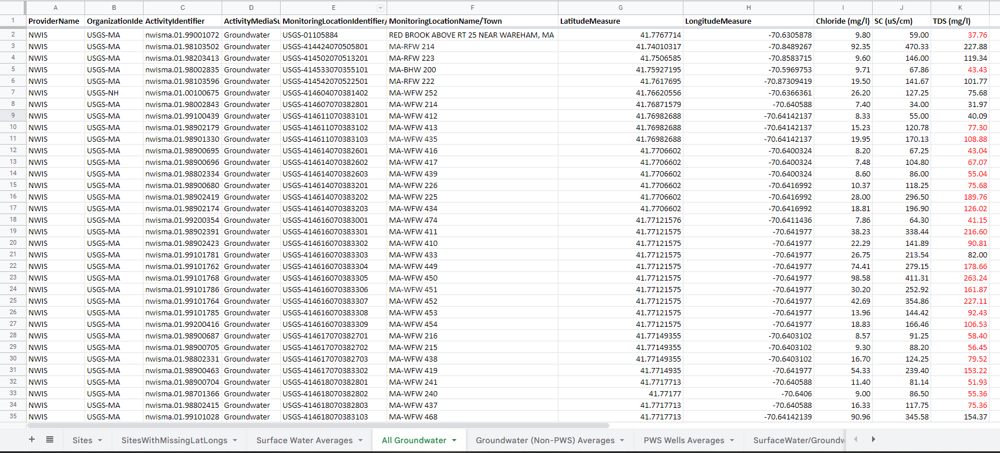 A B C D E F G H I J K
1 ProviderName OrganizationIde ActivityIdentifier ActivityMediaSu MonitoringLocationIdentifier/ MonitoringLocationName/Town LatitudeMeasure LongitudeMeasure Chloride (mg/l) SC (uS/cm) TDS (mg/l)
2 NWIS USGS-MA nwisma.01.99001072 Groundwater USGS-01105884 RED BROOK ABOVE RT 25 NEAR WAREHAM, MA 41.7767714 -70.6305878 9.80 59.00 37.76
3 NWIS USGS-MA nwisma.01.98103502 Groundwater USGS-414424070505801 MA-RFW 214 41.74010317 -70.8489267 92.35 470.33 227.88
4 NWIS USGS-MA nwisma.01.98203413 Groundwater USGS-414502070513201 MA-RFW 223 41.7506585 -70.8583715 9.60 146.00 119.34
5 NWIS USGS-MA nwisma.01.98002835 Groundwater USGS-414533070355101 MA-BHW 200 41.75927195 -70.5969753 9.71 67.86 43.43
6 NWIS USGS-MA nwisma.01.98103596 Groundwater USGS-414542070522501 MA-RFW 222 41.7617695 -70.87309419 19.50 141.67 101.77
7 NWIS USGS-NH nwisma.01.00100675 Groundwater USGS-414604070381402 MA-WFW 252 41.76620556 -70.6366361 26.20 127.25 75.68
8 NWIS USGS-MA nwisma.01.98002843 Groundwater USGS-414607070382801 MA-WFW 214 41.76871579 -70.640588 7.40 34.00 31.97
9 NWIS USGS-MA nwisma.01.99100439 Groundwater USGS-414611070383101 MA-WFW 412 41.76982688 -70.64142137 8.33 55.00 40.09
10 NWIS USGS-MA nwisma.01.98902179 Groundwater USGS-414611070383102 MA-WFW 413 41.76982688 -70.64142137 15.23 120.78 77.30
11 NWIS USGS-MA nwisma.01.98901330 Groundwater USGS-414611070383103 MA-WFW 435 41.76982688 -70.64142137 19.95 170.13 108.88
12 NWIS USGS-MA nwisma.01.98900695 Groundwater USGS-414614070382601 MA-WFW 416 41.7706602 -70.6400324 8.20 67.25 43.04
13 NWIS USGS-MA nwisma.01.98900696 Groundwater USGS-414614070382602 MA-WFW 417 41.7706602 -70.6400324 7.48 104.80 67.07
14 NWIS USGS-MA nwisma.01.98802334 Groundwater USGS-414614070382603 MA-WFW 439 41.7706602 -70.6400324 8.60 86.00 55.04
15 NWIS USGS-MA nwisma.01.98900680 Groundwater USGS-414614070383201 MA-WFW 226 41.7706602 -70.6416992 10.37 118.25 75.68
16 NWIS USGS-MA nwisma.01.98902419 Groundwater USGS-414614070383202 MA-WFW 225 41.7706602 -70.6416992 28.00 296.50 189.76
17 NWIS USGS-MA nwisma.01.98902174 Groundwater USGS-414614070383203 MA-WFW 434 41.7706602 -70.6416992 18.81 196.90 126.02
18 NWIS USGS-MA nwisma.01.99200354 Groundwater USGS-414616070383001 MA-WFW 474 41.77121576 -70.6411436 7.86 64.30 41.15
19 NWIS USGS-MA nwisma.01.98902391 Groundwater USGS-414616070383301 MA-WFW 411 41.77121575 -70.641977 38.23 338.44 216.60
20 NWIS USGS-MA nwisma.01.98902423 Groundwater USGS-414616070383302 MA-WFW 410 41.77121575 -70.641977 22.29 141.89 90.81
21 NWIS USGS-MA nwisma.01.99101781 Groundwater USGS-414616070383303 MA-WFW 433 41.77121575 -70.641977 26.75 213.54 82.00
22 NWIS USGS-MA nwisma.01.99101762 Groundwater USGS-414616070383304 MA-WFW 449 41.77121575 -70.641977 74.41 279.15 178.66
23 NWIS USGS-MA nwisma.01.99101768 Groundwater USGS-414616070383305 MA-WFW 450 41.77121575 -70.641977 98.58 411.31 263.24
24 NWIS USGS-MA nwisma.01.99101786 Groundwater USGS-414616070383306 MA-WFW 451 41.77121575 -70.641977 30.20 252.92 161.87
25 NWIS USGS-MA nwisma.01.99101764 Groundwater USGS-414616070383307 MA-WFW 452 41.77121575 -70.641977 42.69 354.86 227.11
26 NWIS USGS-MA nwisma.01.99101785 Groundwater USGS-414616070383308 MA-WFW 453 41.77121575 -70.641977 13.96 144.42 92.43
27 NWIS USGS-MA nwisma.01.99200416 Groundwater USGS-414616070383309 MA-WFW 454 41.77121575 -70.641977 18.83 166.46 106.53
28 NWIS USGS-MA nwisma.01.98900687 Groundwater USGS-414617070382701 MA-WFW 216 41.77149355 -70.6403102 8.57 91.25 58.40
29 NWIS USGS-MA nwisma.01.98900705 Groundwater USGS-414617070382702 MA-WFW 215 41.77149355 -70.6403102 9.30 88.20 56.45
30 NWIS USGS-MA nwisma.01.98802331 Groundwater USGS-414617070382703 MA-WFW 438 41.77149355 -70.6403102 16.70 124.25 79.52
31 NWIS USGS-MA nwisma.01.98900463 Groundwater USGS-414617070383302 MA-WFW 419 41.7714935 -70.641977 54.33 239.40 153.22
32 NWIS USGS-MA nwisma.01.98900704 Groundwater USGS-414618070382801 MA-WFW 241 41.7717713 -70.640588 11.40 81.14 51.93
33 NWIS USGS-MA nwisma.01.98701366 Groundwater USGS-414618070382802 MA-WFW 240 41.77177 -70.6406 9.00 86.50 55.36
34 NWIS USGS-MA nwisma.01.98802415 Groundwater USGS-414618070382803 MA-WFW 437 41.7717713 -70.640588 16.33 117.75 75.36
35 NWIS USGS-MA nwisma.01.99101028 Groundwater USGS-414618070383103 MA-WFW 468 41.7717713 -70.64142139 90.96 345.58 154.37
Sites SitesWithMissingLatLongs Surface Water Averages All Groundwater Groundwater (Non-PWS) Averages PWS Wells Averages SurfaceWater/Groundw